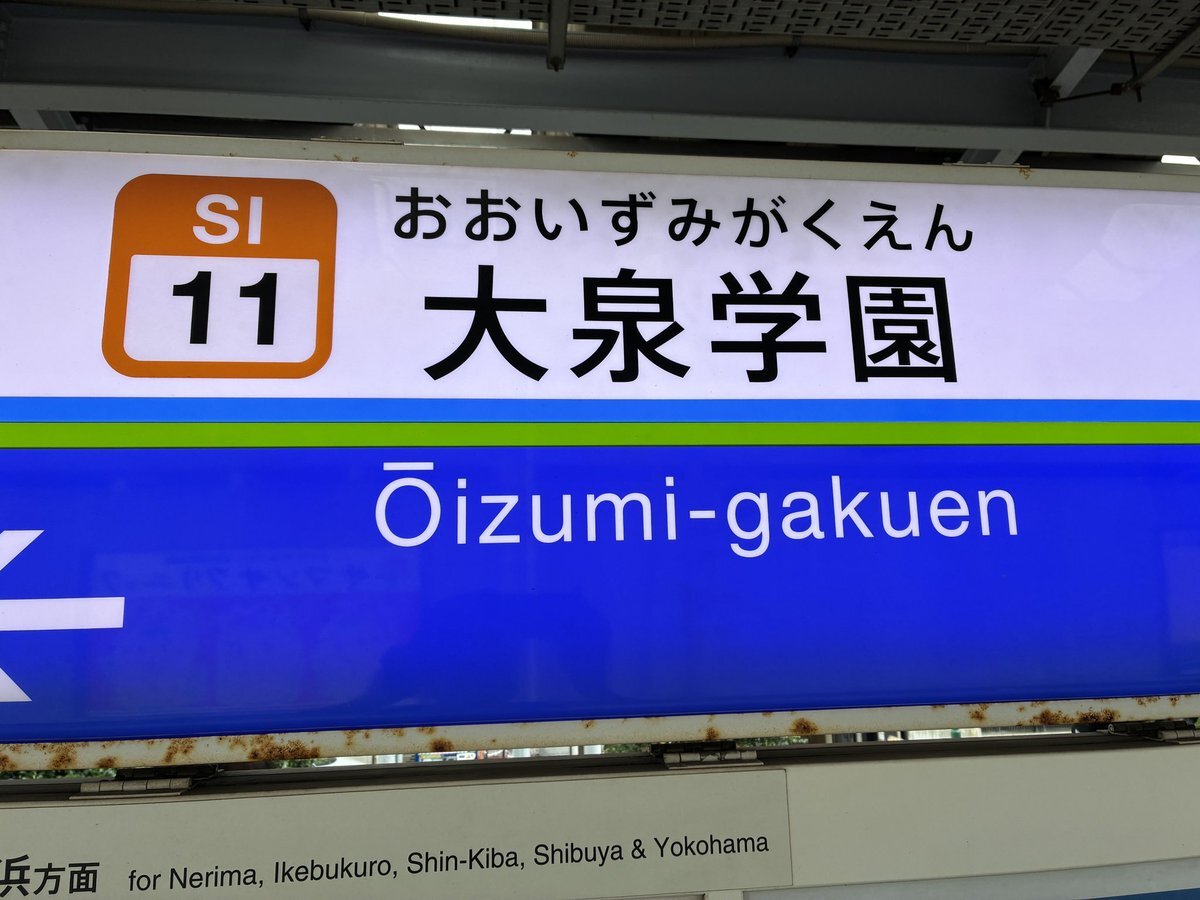 SI
11
おおいずみがくえん
大泉学園
Ōizumi-gakuen
浜方面 for Nerima, Ikebukuro, Shin-Kiba, Shibuya & Yokohama